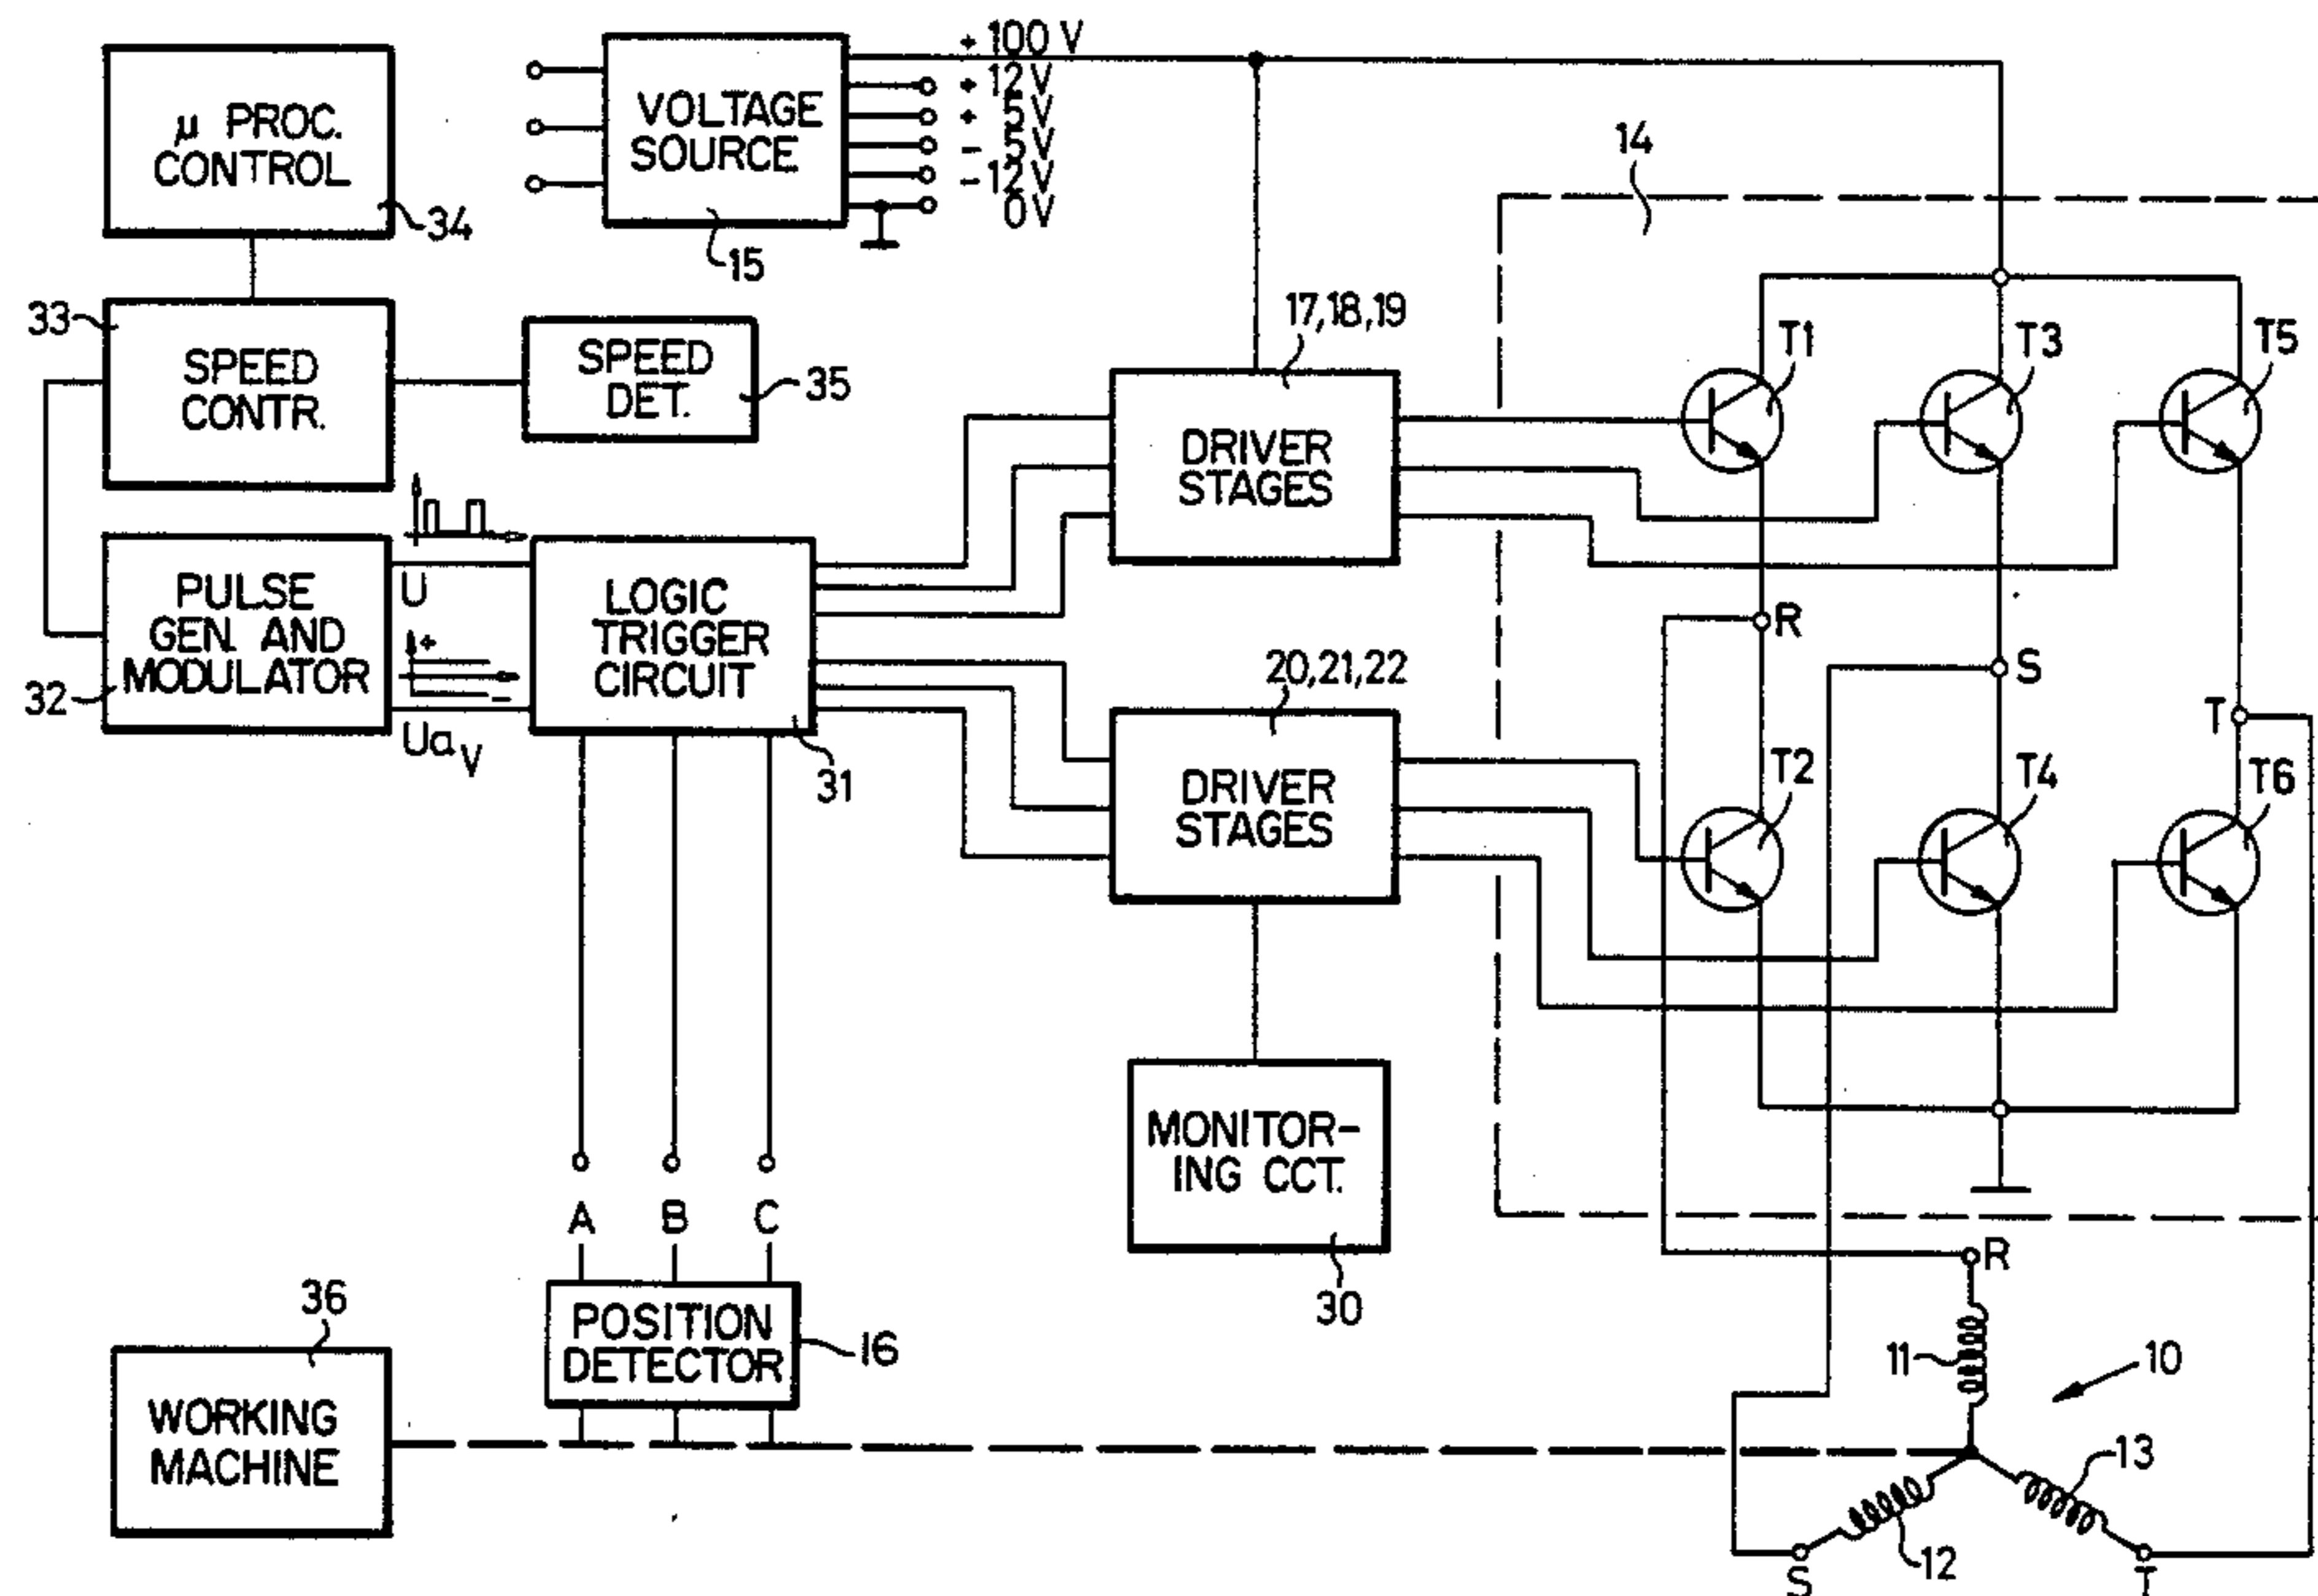 μ PROC.
CONTROL
34
VOLTAGE
SOURCE
15
+ 100 V
+ 12 V
+ 5 V
- 5 V
- 12 V
0 V
14
33
SPEED
CONTR.
SPEED
DET.
35
17,18,19
DRIVER
STAGES
T1
T3
T5
PULSE
GEN. AND
MODULATOR
32
U
+
-
UaV
LOGIC
TRIGGER
CIRCUIT
31
R
S
T
20,21,22
DRIVER
STAGES
T2
T4
T6
MONITOR-
ING CCT.
30
A B C
POSITION
DETECTOR
16
36
WORKING
MACHINE
R
11
10
13
12
S
T